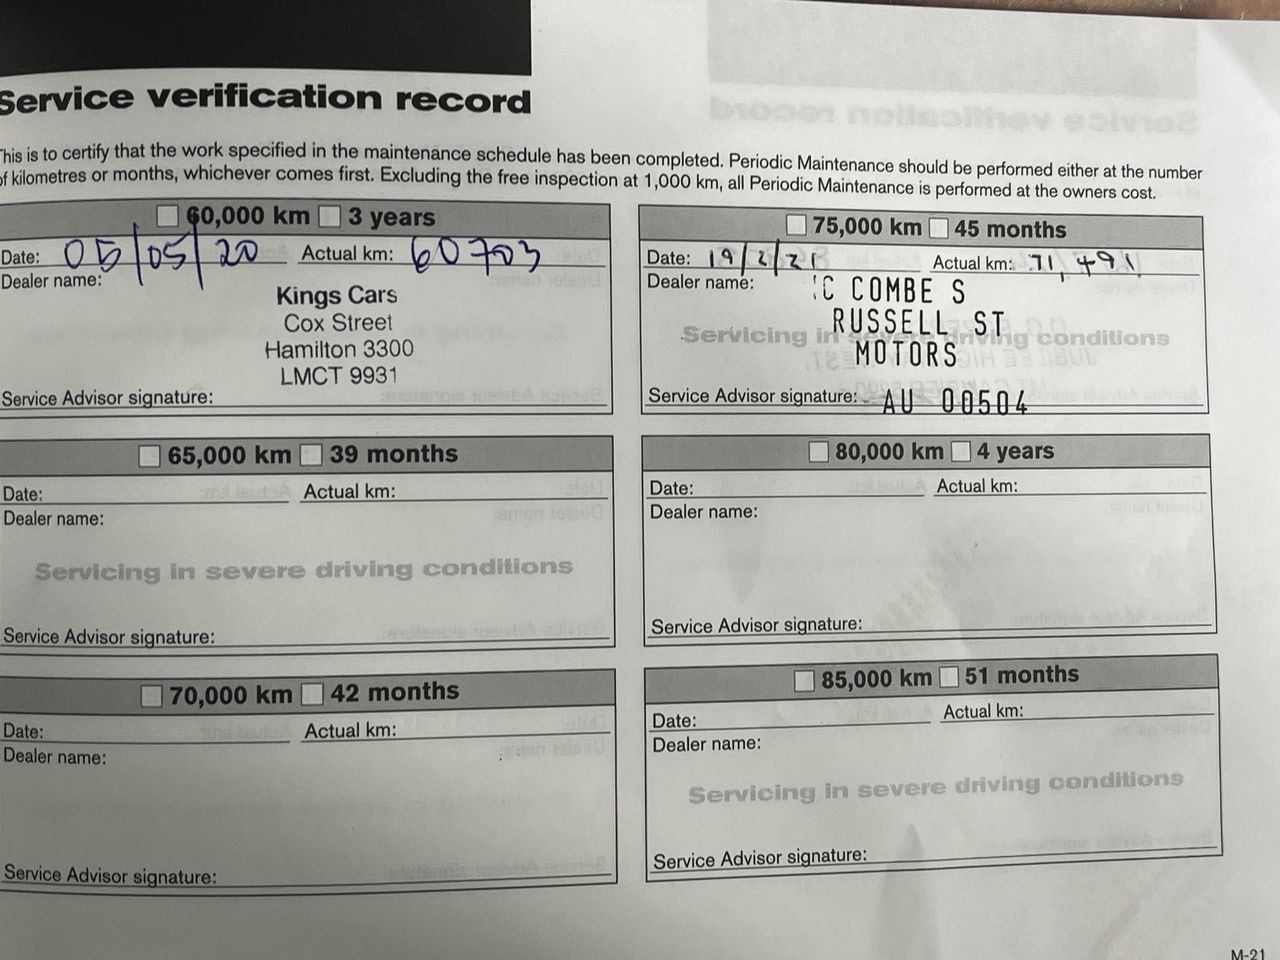 Service verification record
This is to certify that the work specified in the maintenance schedule has been completed. Periodic Maintenance should be performed either at the number
of kilometres or months, whichever comes first. Excluding the free inspection at 1,000 km, all Periodic Maintenance is performed at the owners cost.
60,000 km 3 years
Date: 05/05/20 Actual km: 60703
Dealer name:
Kings Cars
Cox Street
Hamilton 3300
LMCT 9931
Service Advisor signature:
65,000 km 39 months
Date: Actual km:
Dealer name:
Servicing in severe driving conditions
Service Advisor signature:
70,000 km 42 months
Date: Actual km:
Dealer name:
Service Advisor signature:
75,000 km 45 months
Date: 19/2/21 Actual km: 71,491
Dealer name:
C COMBE S
RUSSELL ST
Servicing in severe driving conditions
MOTORS
Service Advisor signature: AU 00504
80,000 km 4 years
Date: Actual km:
Dealer name:
Service Advisor signature:
85,000 km 51 months
Date: Actual km:
Dealer name:
Servicing in severe driving conditions
Service Advisor signature:
M-21